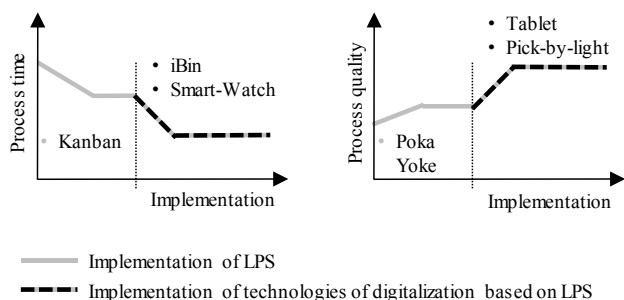 Process time
• iBin
• Smart-Watch
• Kanban
Implementation
Process quality
• Tablet
• Pick-by-light
• Poka
Yoke
Implementation
Implementation of LPS
Implementation of technologies of digitalization based on LPS